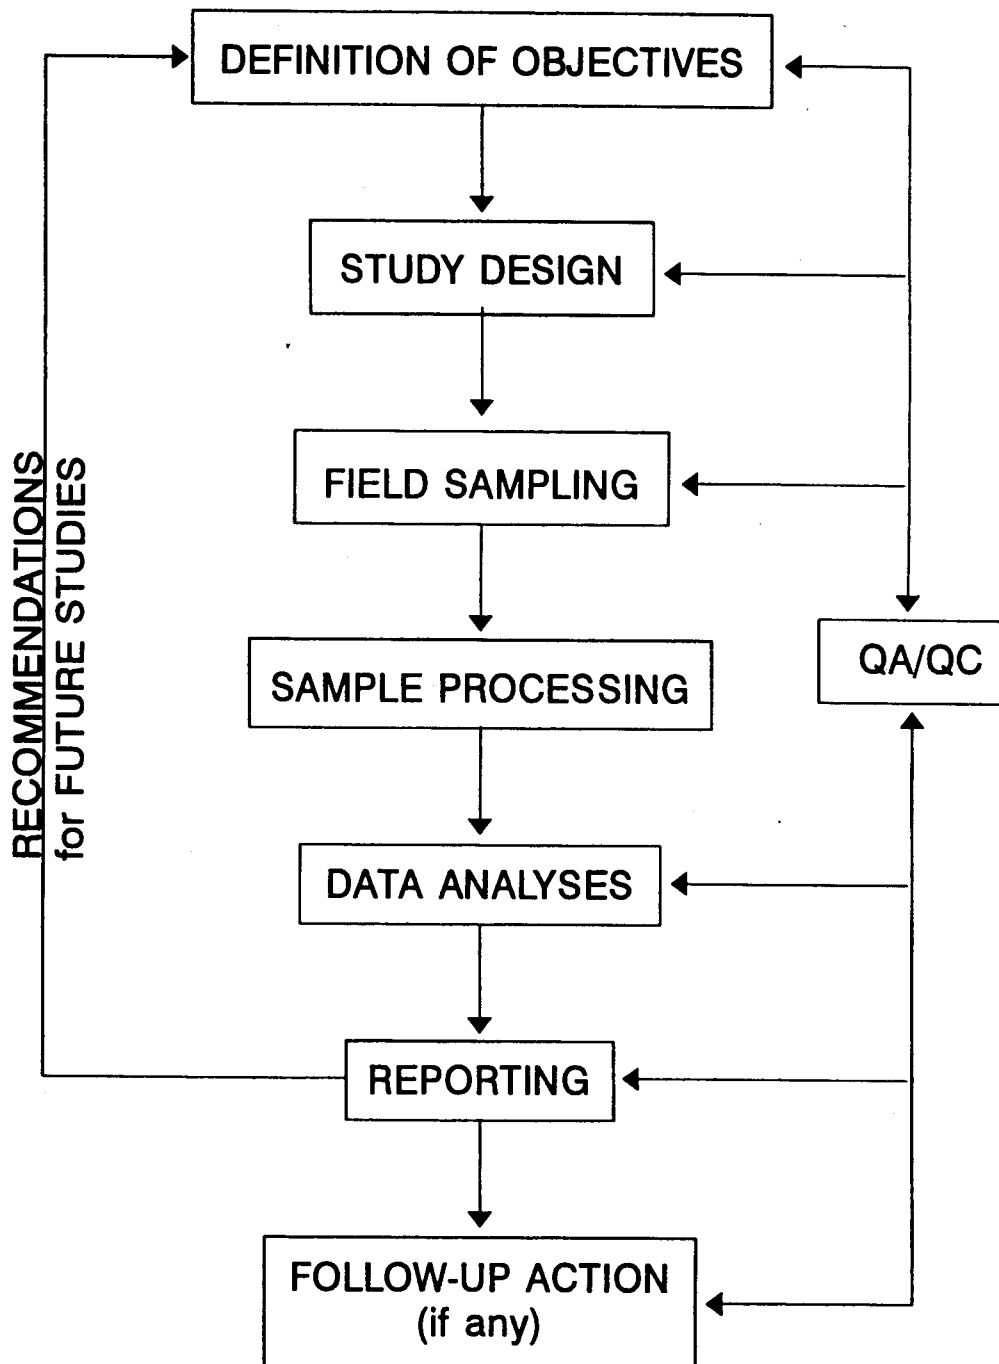 DEFINITION OF OBJECTIVES
STUDY DESIGN
FIELD SAMPLING
SAMPLE PROCESSING
QA/QC
DATA ANALYSES
REPORTING
FOLLOW-UP ACTION
(if any)
RECOMMENDATIONS
for FUTURE STUDIES